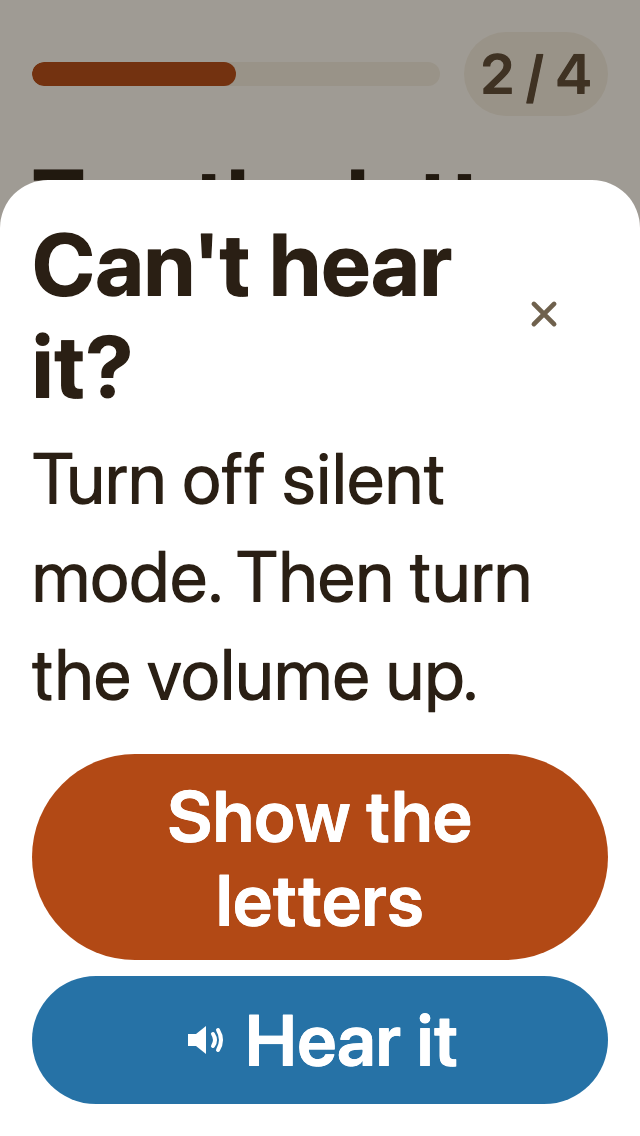 2 / 4
Can't hear
it?
Turn off silent
mode. Then turn
the volume up.
Show the
letters
Hear it